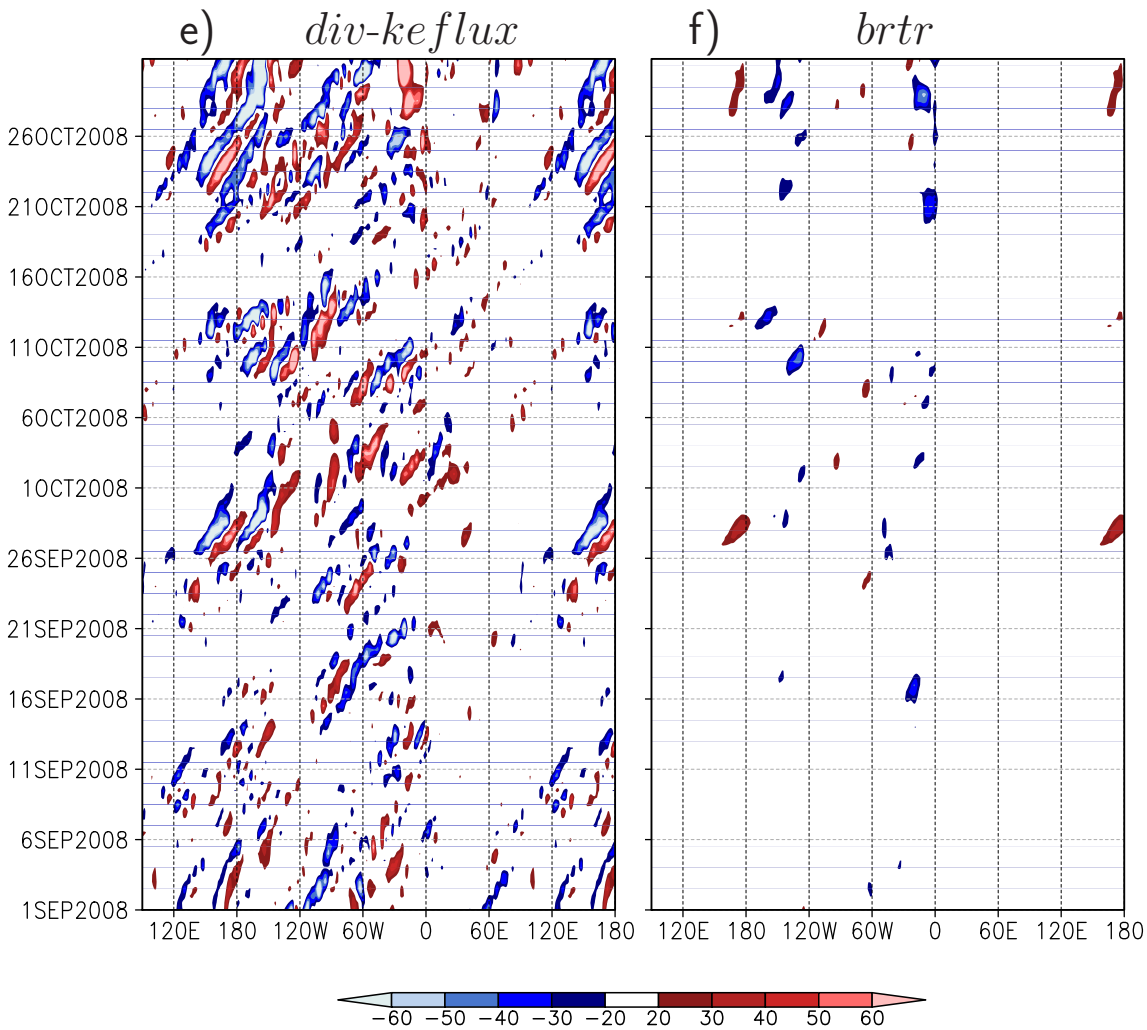 e) div-keflux
f) brtr
26OCT2008
21OCT2008
16OCT2008
11OCT2008
6OCT2008
1OCT2008
26SEP2008
21SEP2008
16SEP2008
11SEP2008
6SEP2008
1SEP2008
120E 180 120W 60W 0 60E 120E 180
120E 180 120W 60W 0 60E 120E 180
-60 -50 -40 -30 -20 20 30 40 50 60